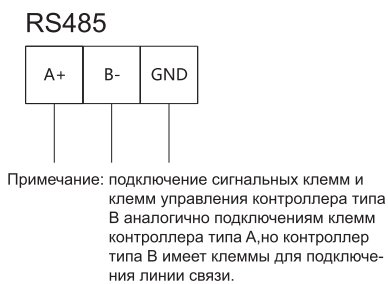 RS485
A+ B- GND
Примечание: подключение сигнальных клемм и
клемм управления контроллера типа
В аналогично подключениям клемм
контроллера типа А,но контроллер
типа В имеет клеммы для подключе-
ния линии связи.